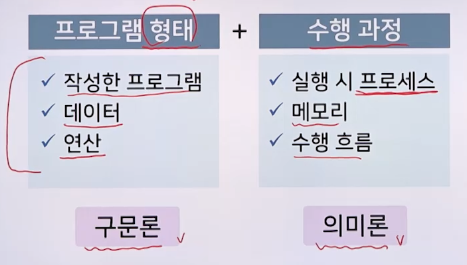 프로그램 형태 + 수행 과정
✓ 작성한 프로그램
✓ 데이터
✓ 연산
✓ 실행 시 프로세스
✓ 메모리
✓ 수행 흐름
구문론
의미론